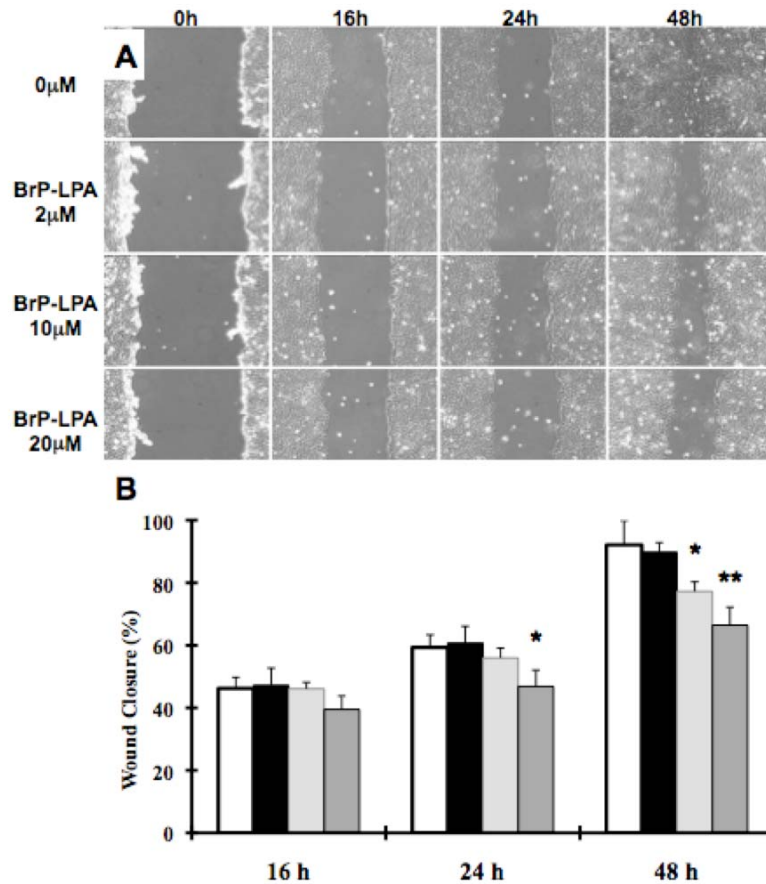 0h 16h 24h 48h
A
0μM
BrP-LPA
2μM
BrP-LPA
10μM
BrP-LPA
20μM
B
Wound Closure (%)
100
80
60
40
20
0
*
*
**
16 h 24 h 48 h